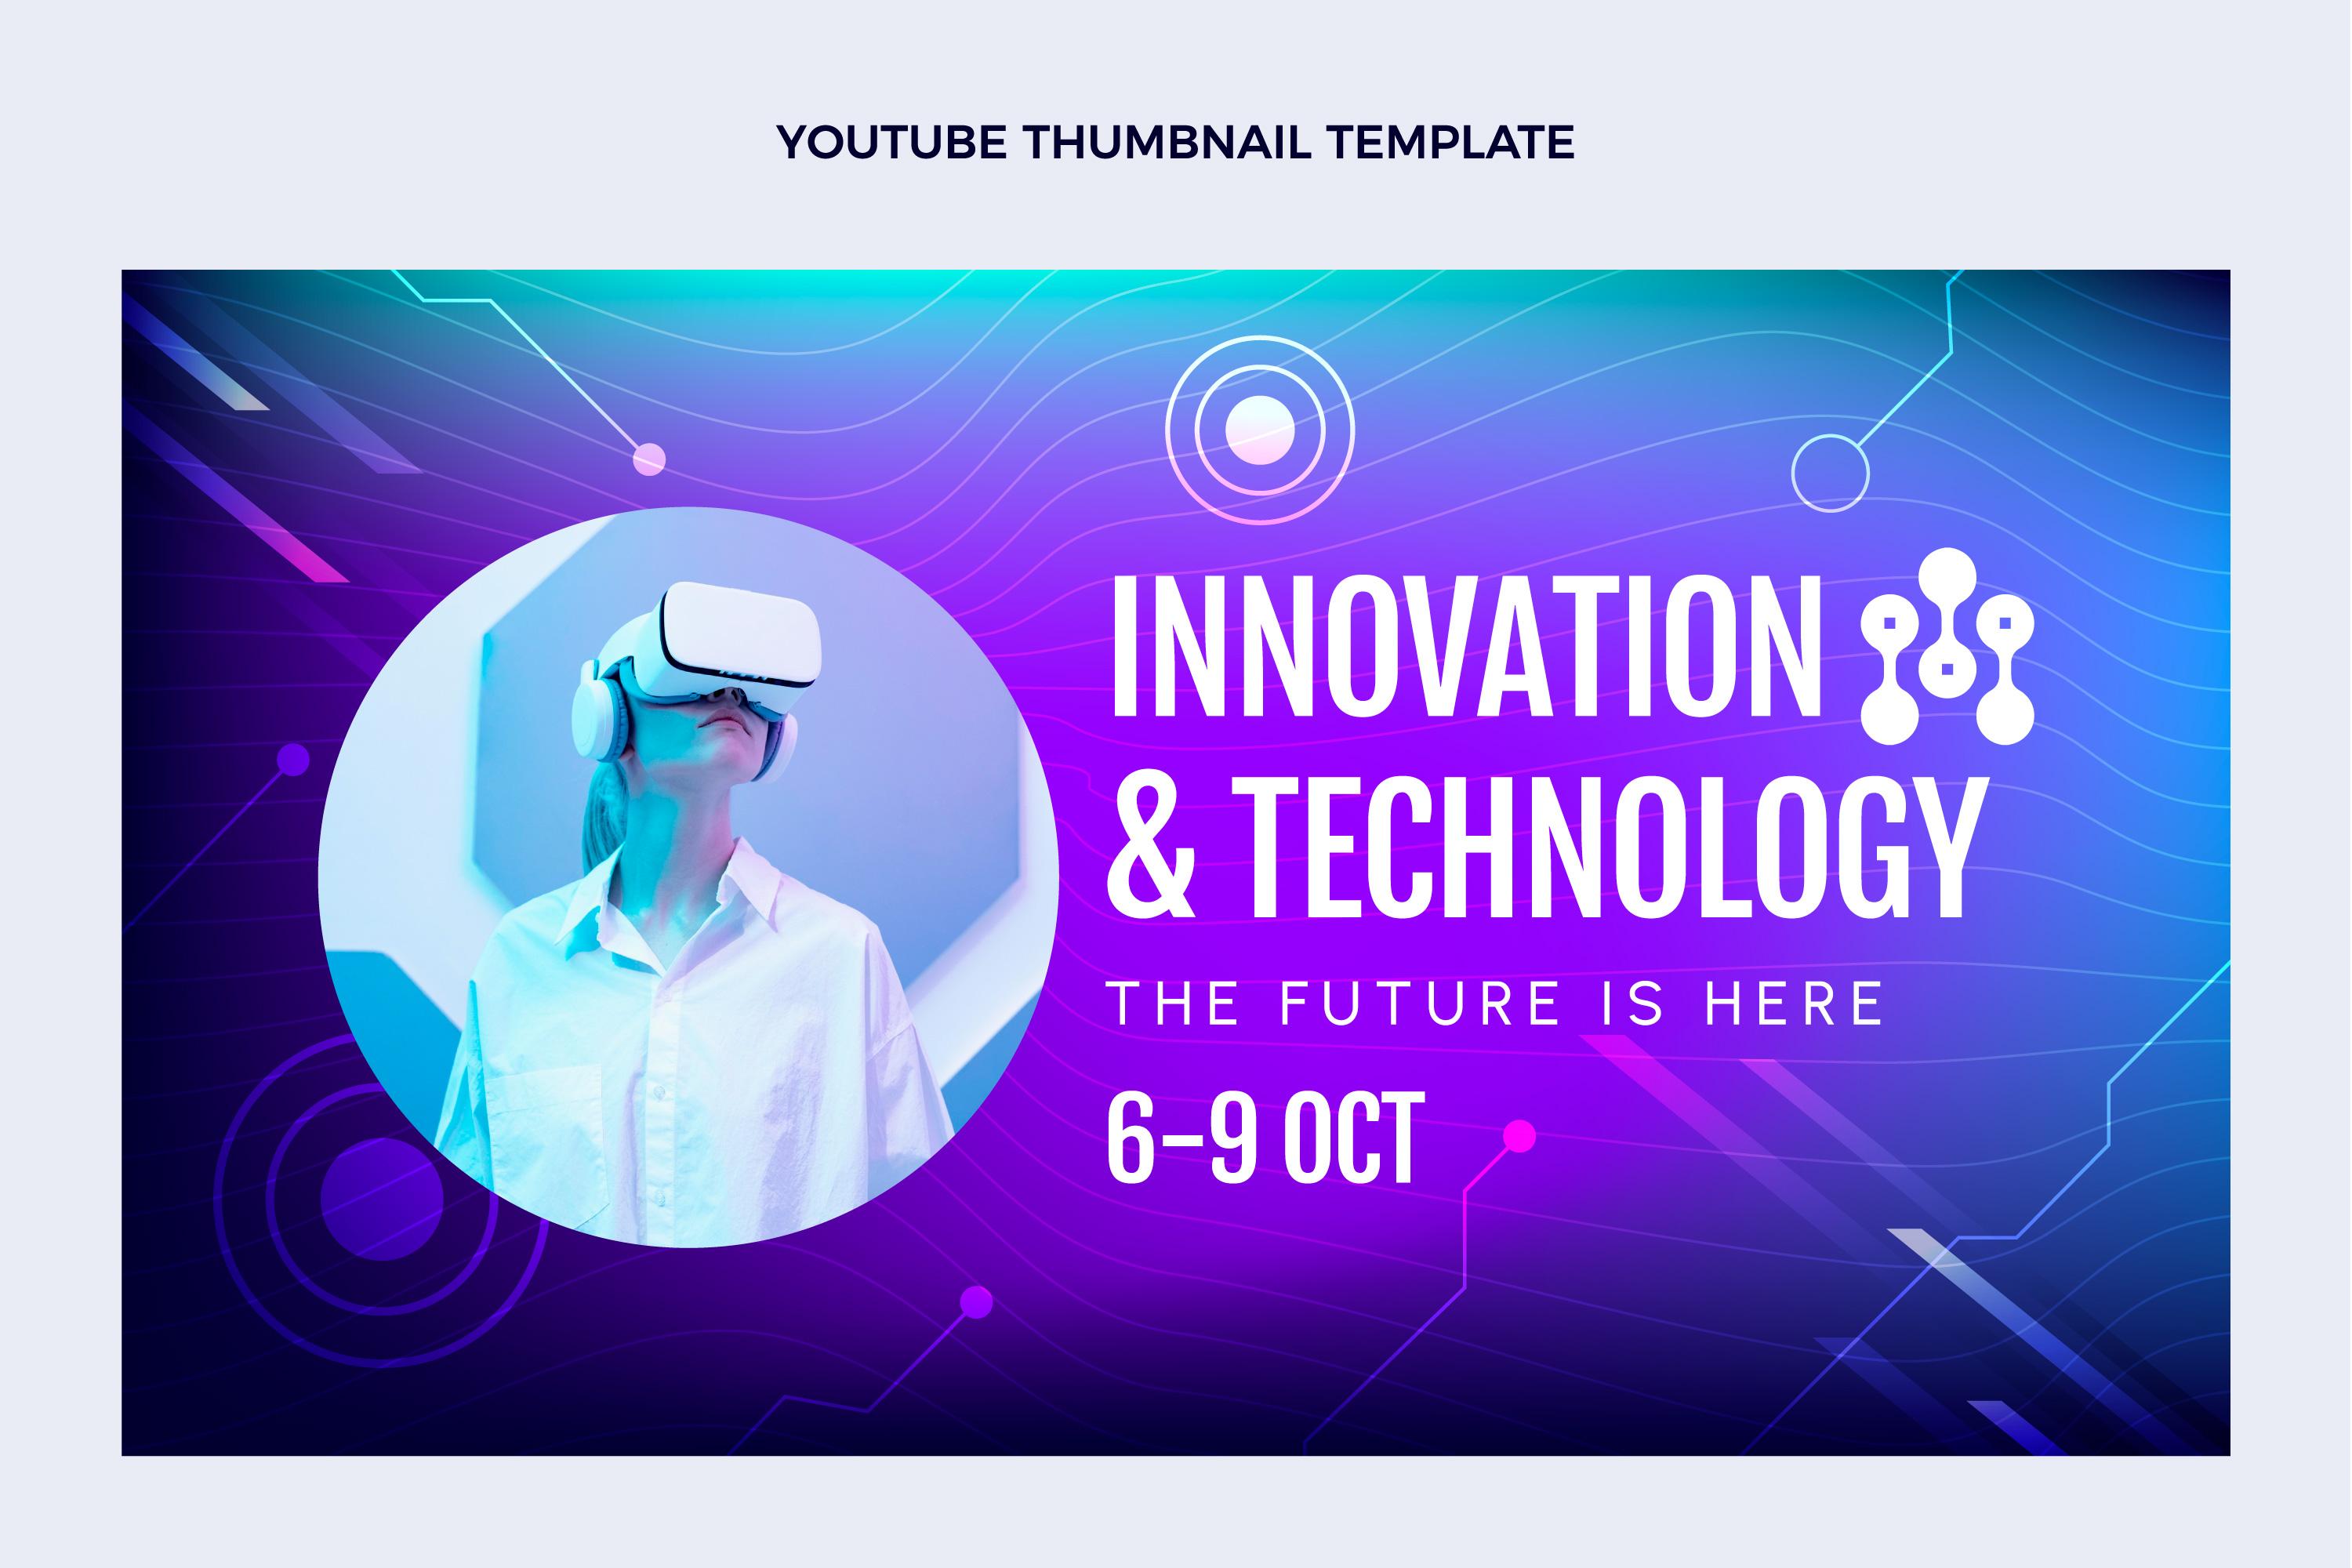 YOUTUBE THUMBNAIL TEMPLATE
INNOVATION
& TECHNOLOGY
THE FUTURE IS HERE
6–9 OCT